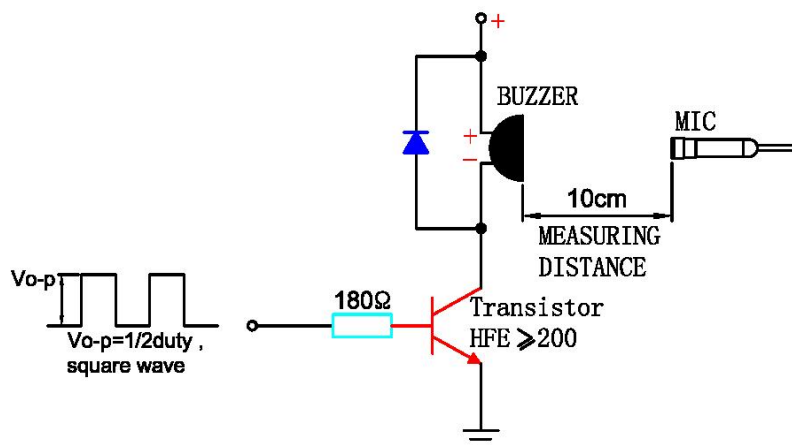 +
BUZZER
+
−
MIC
10cm
MEASURING
DISTANCE
Vo-p
180Ω
Transistor
HFE ⩾200
Vo-p=1/2duty ,
square wave